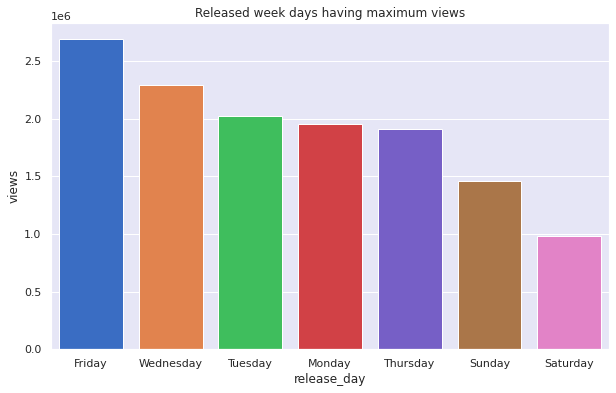 Released week days having maximum views
1e6
2.5
2.0
1.5
1.0
0.5
0.0
views
Friday Wednesday Tuesday Monday Thursday Sunday Saturday
release_day